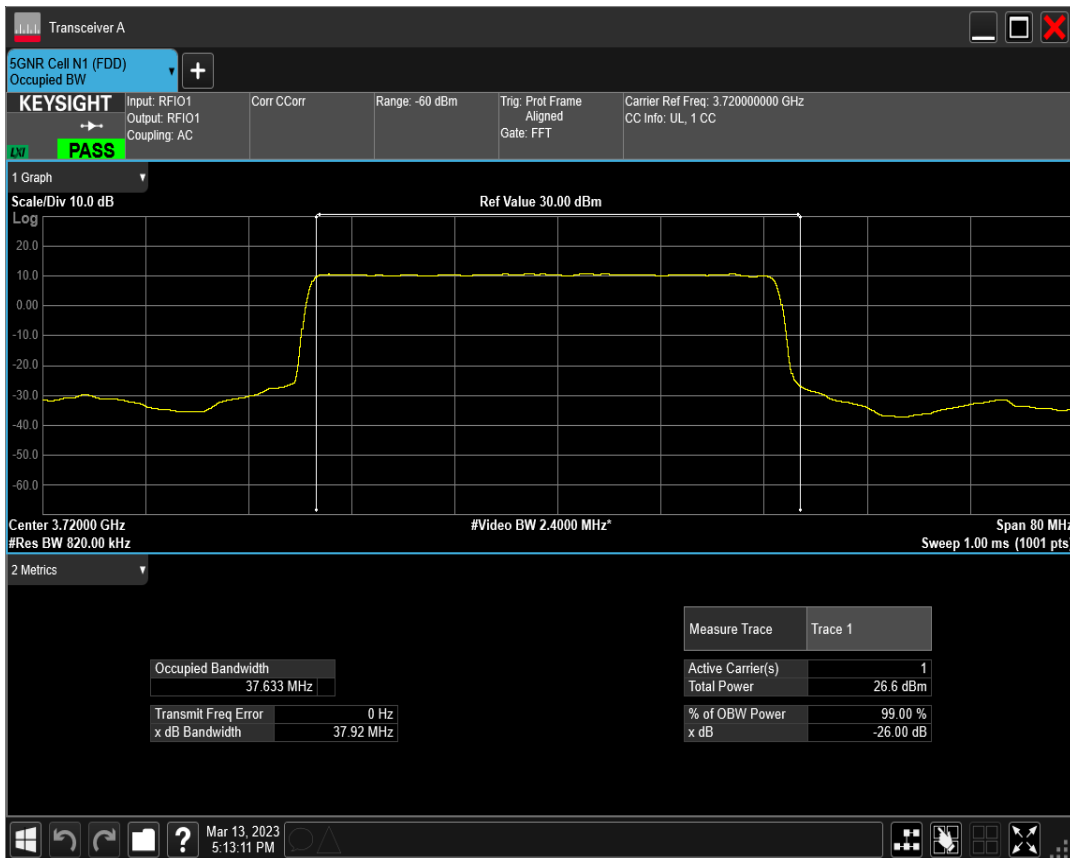 Transceiver A
5GNR Cell N1 (FDD)
Occupied BW
+
KEYSIGHT
LXI
PASS
Input: RFIO1
Output: RFIO1
Coupling: AC
Corr CCorr
Range: -60 dBm
Trig: Prot Frame
Aligned
Gate: FFT
Carrier Ref Freq: 3.720000000 GHz
CC Info: UL, 1 CC
1 Graph
Scale/Div 10.0 dB
Ref Value 30.00 dBm
Log
20.0
10.0
0.00
-10.0
-20.0
-30.0
-40.0
-50.0
-60.0
Center 3.72000 GHz
#Video BW 2.4000 MHz*
Span 80 MHz
#Res BW 820.00 kHz
Sweep 1.00 ms (1001 pts)
2 Metrics
Measure Trace Trace 1
Occupied Bandwidth
37.633 MHz
Active Carrier(s) 1
Total Power 26.6 dBm
Transmit Freq Error 0 Hz
x dB Bandwidth 37.92 MHz
% of OBW Power 99.00 %
x dB -26.00 dB
?
Mar 13, 2023
5:13:11 PM